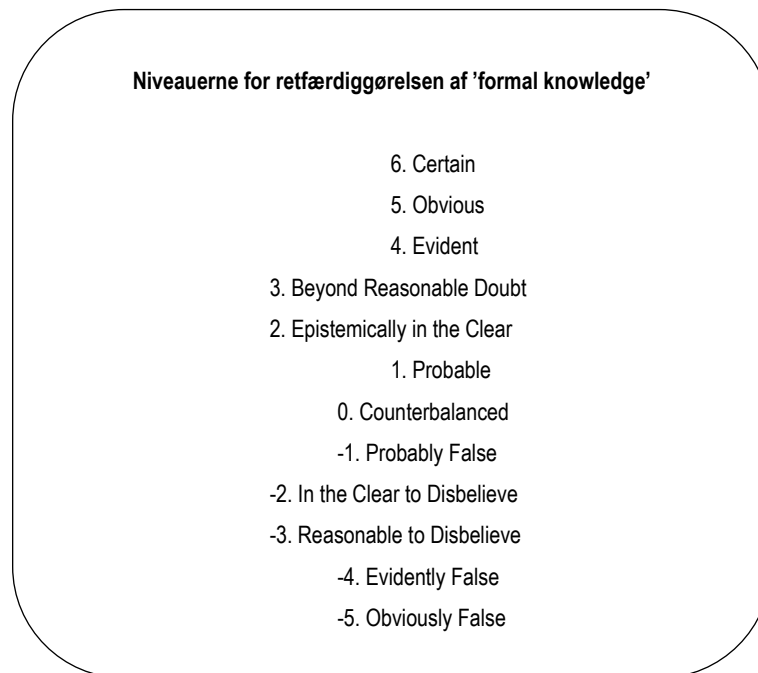 Niveauerne for retfærdiggørelsen af ’formal knowledge’
6. Certain
5. Obvious
4. Evident
3. Beyond Reasonable Doubt
2. Epistemically in the Clear
1. Probable
0. Counterbalanced
-1. Probably False
-2. In the Clear to Disbelieve
-3. Reasonable to Disbelieve
-4. Evidently False
-5. Obviously False